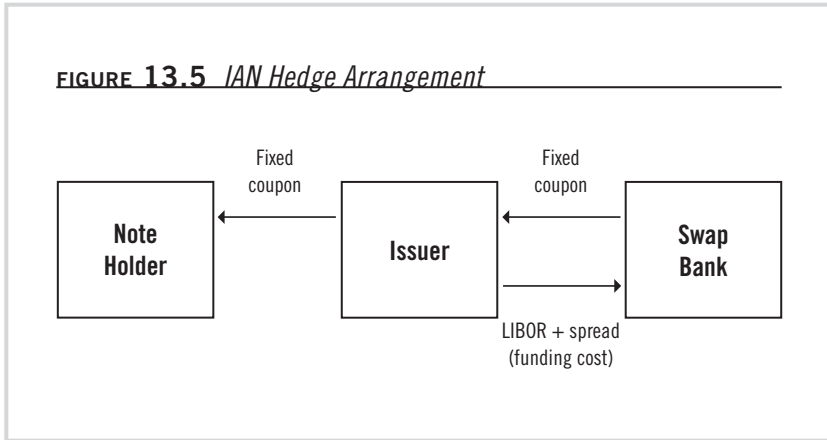 FIGURE 13.5 IAN Hedge Arrangement
Fixed
coupon
Fixed
coupon
Note
Holder
Issuer
Swap
Bank
LIBOR + spread
(funding cost)